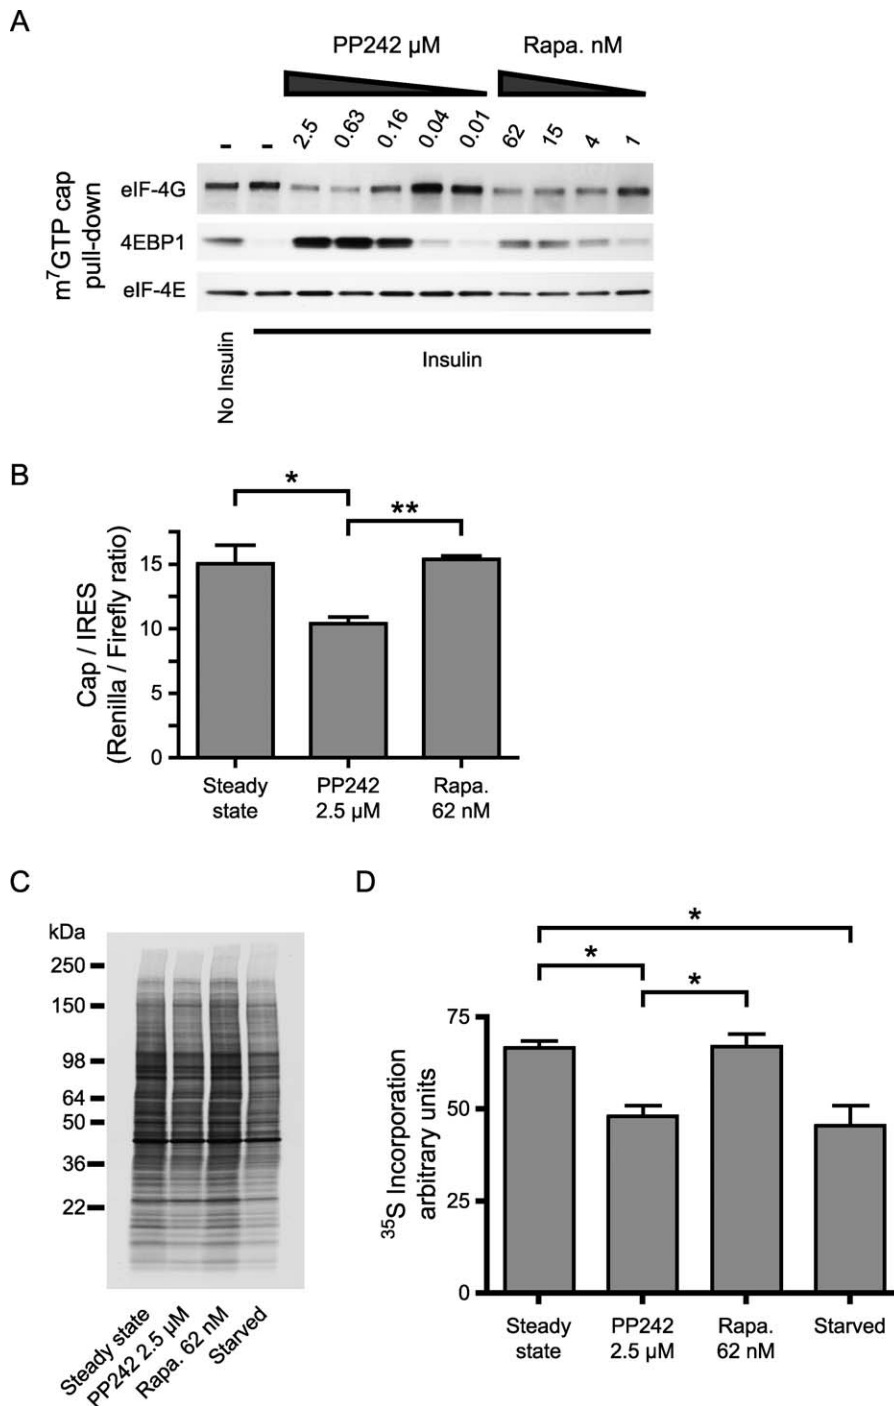 A
PP242 µM
Rapa. nM
- - 2.5 0.63 0.16 0.04 0.01 62 15 4 1
m⁷GTP cap
pull-down
eIF-4G
4EBP1
eIF-4E
No Insulin
Insulin
B
Cap / IRES
(Renilla / Firefly ratio)
*
**
15
10
5
0
Steady
state
PP242
2.5 µM
Rapa.
62 nM
C
kDa
250
150
98
64
50
36
22
Steady state
PP242 2.5 µM
Rapa. 62 nM
Starved
D
³⁵S Incorporation
arbitrary units
*
*
*
75
50
25
0
Steady
state
PP242
2.5 µM
Rapa.
62 nM
Starved